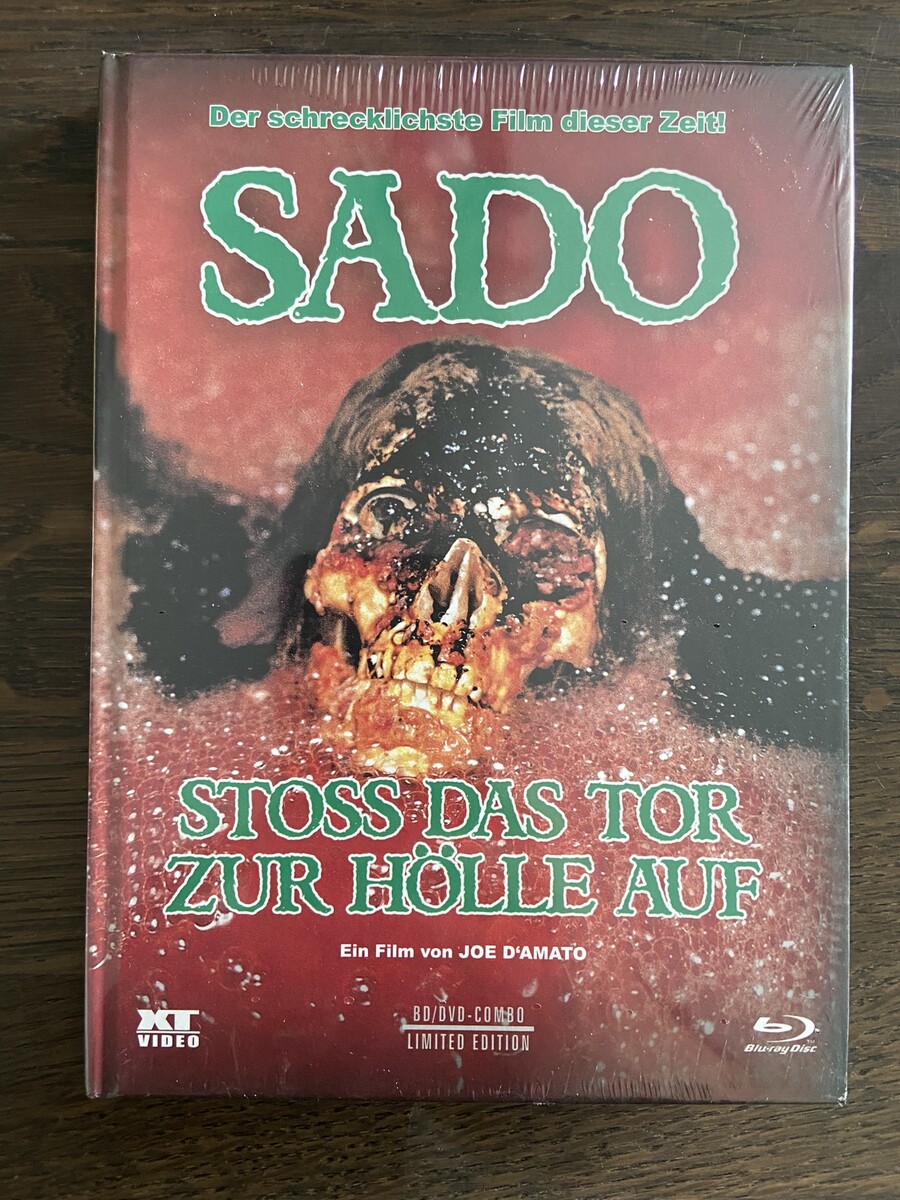 Der schrecklichste Film dieser Zeit!
SADO
STOSS DAS TOR
ZUR HÖLLE AUF
Ein Film von JOE D'AMATO
XT
VIDEO
BD/DVD-COMBO
LIMITED EDITION
Blu-ray Disc